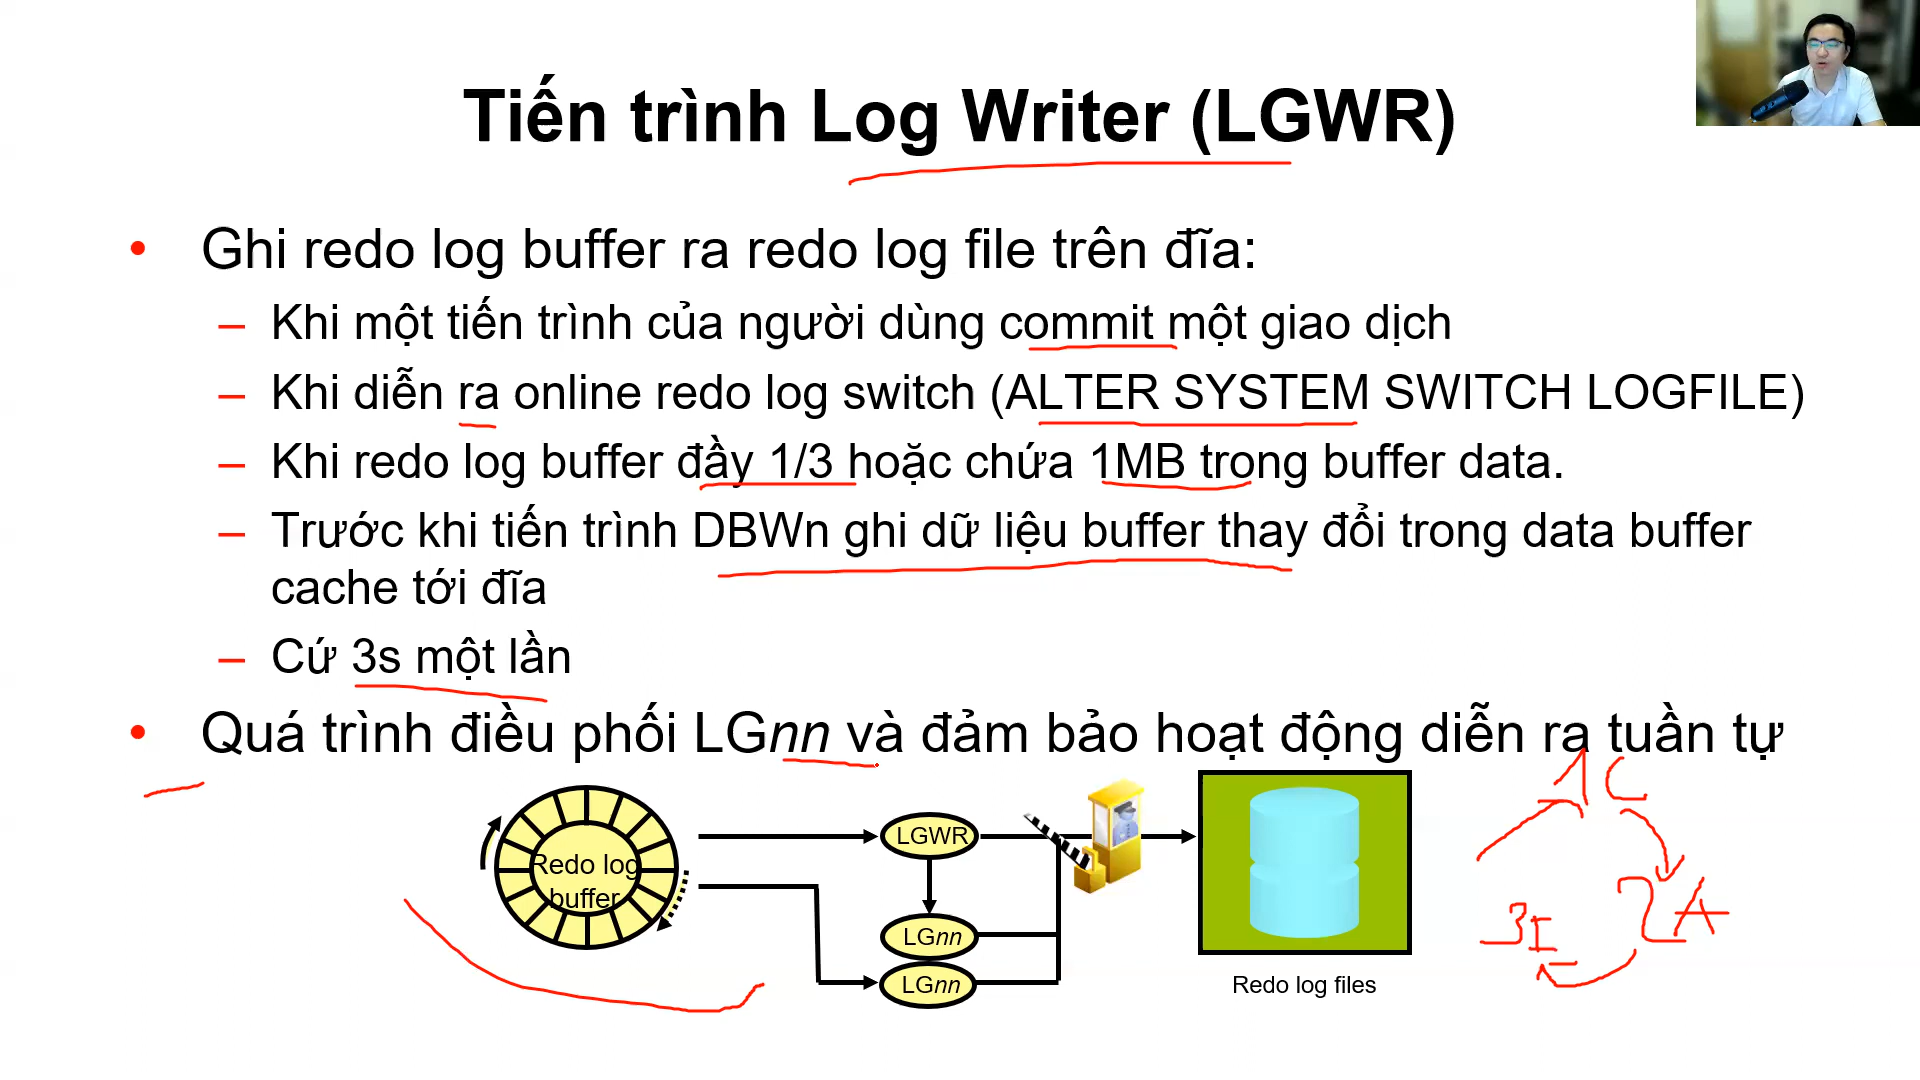 Tiến trình Log Writer (LGWR)
• Ghi redo log buffer ra redo log file trên đĩa:
– Khi một tiến trình của người dùng commit một giao dịch
– Khi diễn ra online redo log switch (ALTER SYSTEM SWITCH LOGFILE)
– Khi redo log buffer đầy 1/3 hoặc chứa 1MB trong buffer data.
– Trước khi tiến trình DBWn ghi dữ liệu buffer thay đổi trong data buffer
cache tới đĩa
– Cứ 3s một lần
• Quá trình điều phối LGnn và đảm bảo hoạt động diễn ra tuần tự
Redo log
buffer
LGWR
LGnn
LGnn
Redo log files
1 C
2 A
3 I